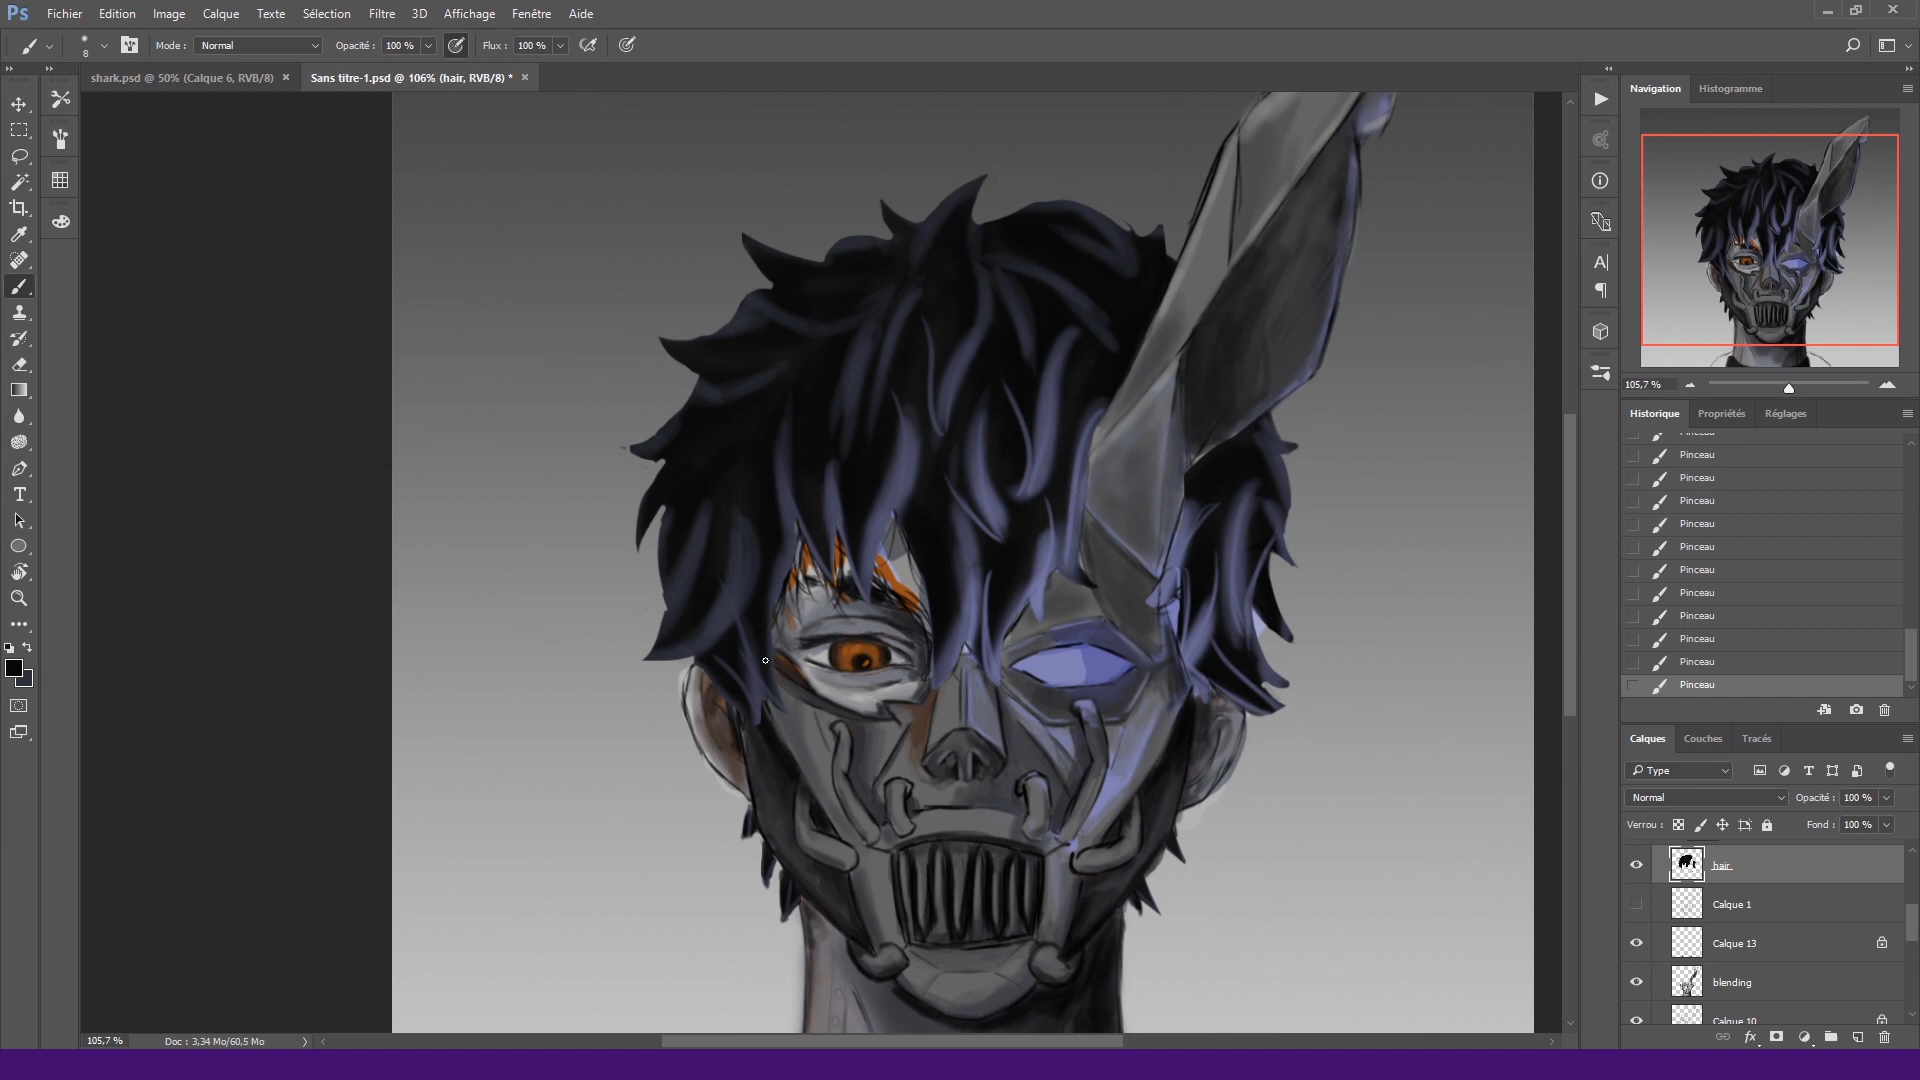 Ps Fichier Edition Image Calque Texte Sélection Filtre 3D Affichage Fenêtre Aide
8 Mode : Normal Opacité : 100 % Flux : 100 %
shark.psd @ 50% (Calque 6, RVB/8) × Sans titre-1.psd @ 106% (hair, RVB/8) * ×
Navigation Histogramme
105,7 %
Historique Propriétés Réglages
Pinceau
Pinceau
Pinceau
Pinceau
Pinceau
Pinceau
Pinceau
Pinceau
Pinceau
Pinceau
Pinceau
Pinceau
Calques Couches Tracés
Type
Normal Opacité : 100 %
Verrou : Fond : 100 %
hair
Calque 1
Calque 13
blending
Calque 10
fx
105,7 % Doc : 3,34 Mo/60,5 Mo